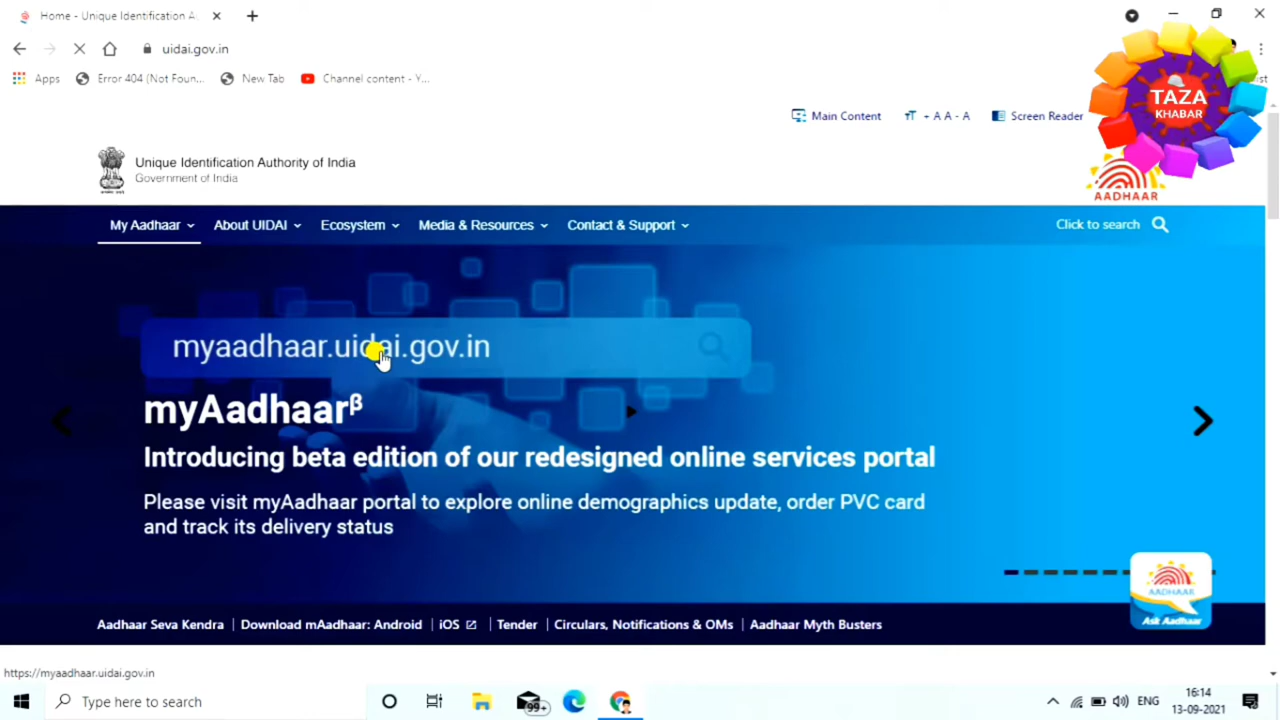 Home - Unique Identification A
uidai.gov.in
Apps
Error 404 (Not Foun...
New Tab
Channel content - Y...
Main Content
TT + A A - A
Screen Reader
TAZA
KHABAR
AADHAAR
Unique Identification Authority of India
Government of India
My Aadhaar
About UIDAI
Ecosystem
Media & Resources
Contact & Support
Click to search
myaadhaar.uidai.gov.in
myAadhaarᵝ
Introducing beta edition of our redesigned online services portal
Please visit myAadhaar portal to explore online demographics update, order PVC card
and track its delivery status
AADHAAR
Ask Aadhaar
Aadhaar Seva Kendra | Download mAadhaar: Android | iOS | Tender | Circulars, Notifications & OMs | Aadhaar Myth Busters
https://myaadhaar.uidai.gov.in
Type here to search
99+
ENG
16:14
13-09-2021